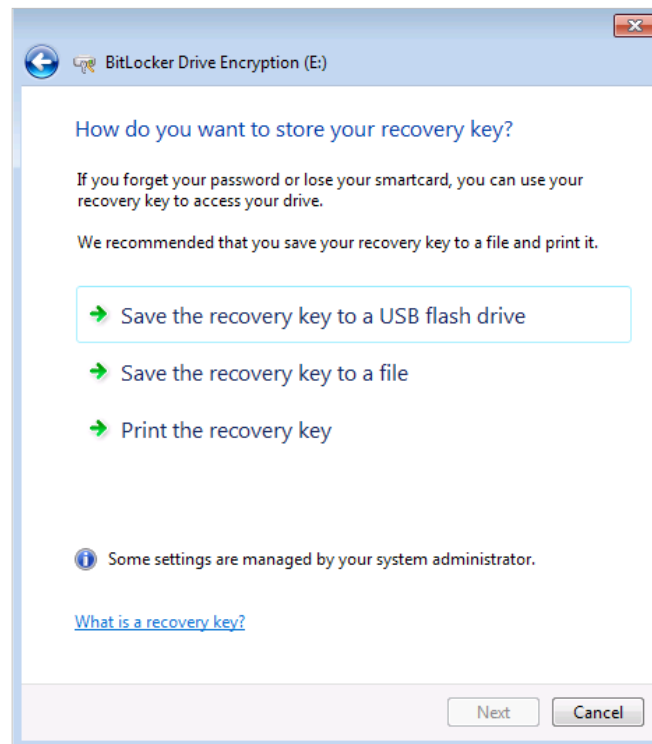 BitLocker Drive Encryption (E:)
How do you want to store your recovery key?
If you forget your password or lose your smartcard, you can use your
recovery key to access your drive.
We recommended that you save your recovery key to a file and print it.
Save the recovery key to a USB flash drive
Save the recovery key to a file
Print the recovery key
Some settings are managed by your system administrator.
What is a recovery key?
Next
Cancel